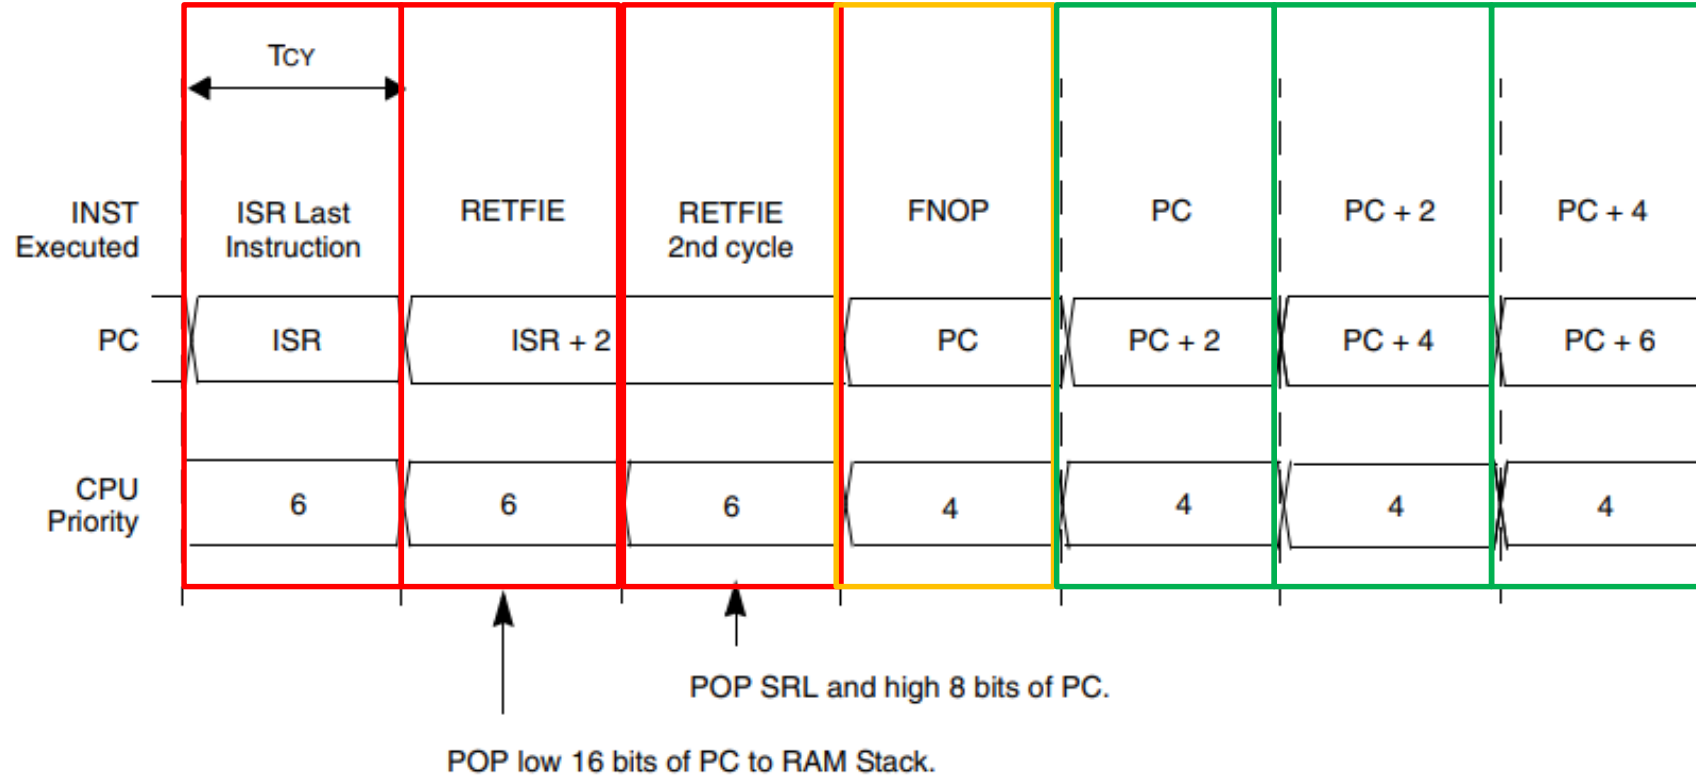 TCY
INST
Executed
ISR Last
Instruction
RETFIE
RETFIE
2nd cycle
FNOP
PC
PC + 2
PC + 4
PC
ISR
ISR + 2
PC
PC + 2
PC + 4
PC + 6
CPU
Priority
6
6
6
4
4
4
4
POP SRL and high 8 bits of PC.
POP low 16 bits of PC to RAM Stack.